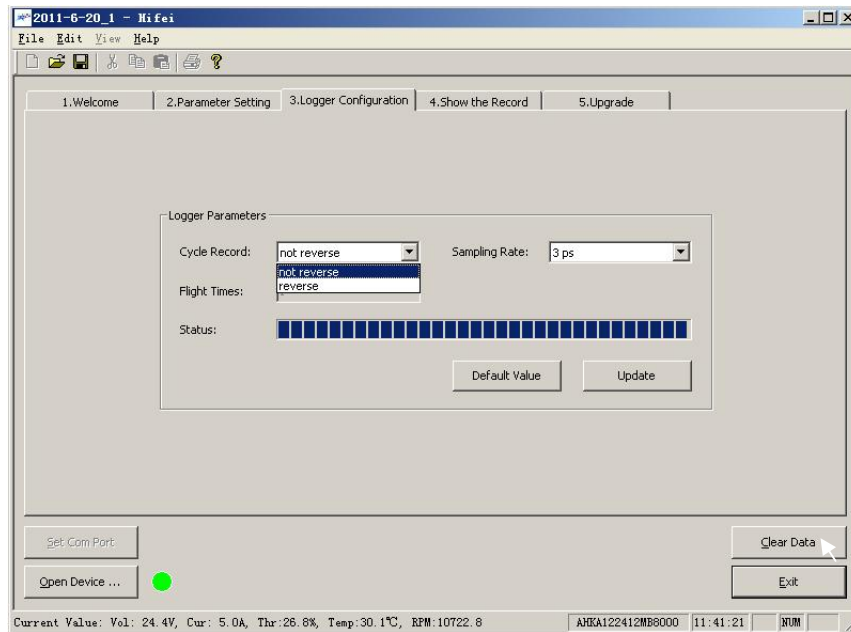 2011-6-20_1 - Hifei
File Edit View Help
1.Welcome 2.Parameter Setting 3.Logger Configuration 4.Show the Record 5.Upgrade
Logger Parameters
Cycle Record: not reverse Sampling Rate: 3 ps
not reverse
reverse
Flight Times:
Status:
Default Value Update
Set Com Port Clear Data
Open Device ... Exit
Current Value: Vol: 24.4V, Cur: 5.0A, Thr:26.8%, Temp:30.1℃, RPM:10722.8 AHKA122412MB8000 11:41:21 NUM